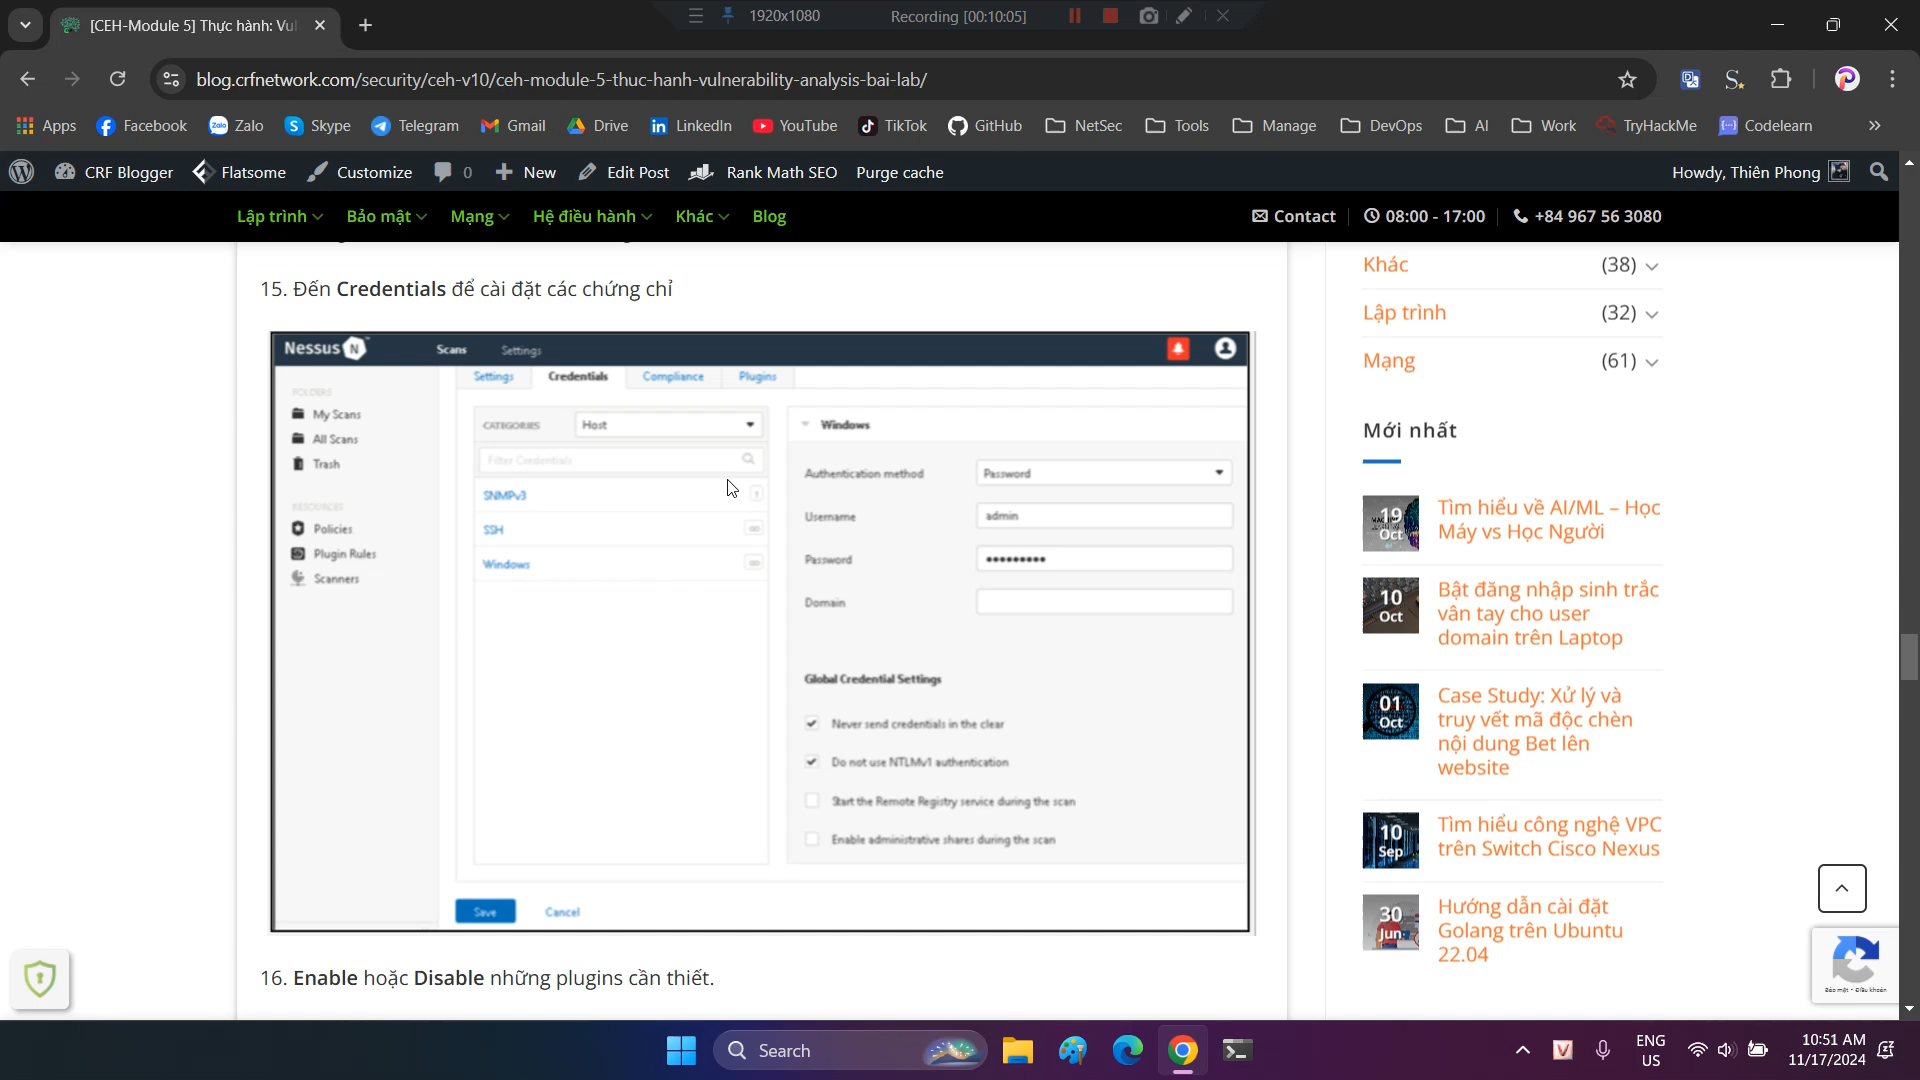 [CEH-Module 5] Thực hành: Vul
1920x1080
Recording [00:10:05]
blog.crfnetwork.com/security/ceh-v10/ceh-module-5-thuc-hanh-vulnerability-analysis-bai-lab/
Apps Facebook Zalo Skype Telegram Gmail Drive LinkedIn YouTube TikTok GitHub NetSec Tools Manage DevOps AI Work TryHackMe Codelearn
CRF Blogger Flatsome Customize 0 New Edit Post Rank Math SEO Purge cache Howdy, Thiên Phong
Lập trình Bảo mật Mạng Hệ điều hành Khác Blog Contact 08:00 - 17:00 +84 967 56 3080
15. Đến Credentials để cài đặt các chứng chỉ
Nessus N Scans Settings
Settings Credentials Compliance Plugins
FOLDERS
My Scans
All Scans
Trash
RESOURCES
Policies
Plugin Rules
Scanners
CATEGORIES Host
Filter Credentials
SNMPv3 1
SSH ∞
Windows ∞
Windows
Authentication method Password
Username admin
Password •••••••••
Domain
Global Credential Settings
Never send credentials in the clear
Do not use NTLMv1 authentication
Start the Remote Registry service during the scan
Enable administrative shares during the scan
Save Cancel
16. Enable hoặc Disable những plugins cần thiết.
Khác (38)
Lập trình (32)
Mạng (61)
Mới nhất
19 Oct
Tìm hiểu về AI/ML – Học
Máy vs Học Người
10 Oct
Bật đăng nhập sinh trắc
vân tay cho user
domain trên Laptop
01 Oct
Case Study: Xử lý và
truy vết mã độc chèn
nội dung Bet lên
website
10 Sep
Tìm hiểu công nghệ VPC
trên Switch Cisco Nexus
30 Jun
Hướng dẫn cài đặt
Golang trên Ubuntu
22.04
Bảo mật - Điều khoản
Search
ENG
US
10:51 AM
11/17/2024